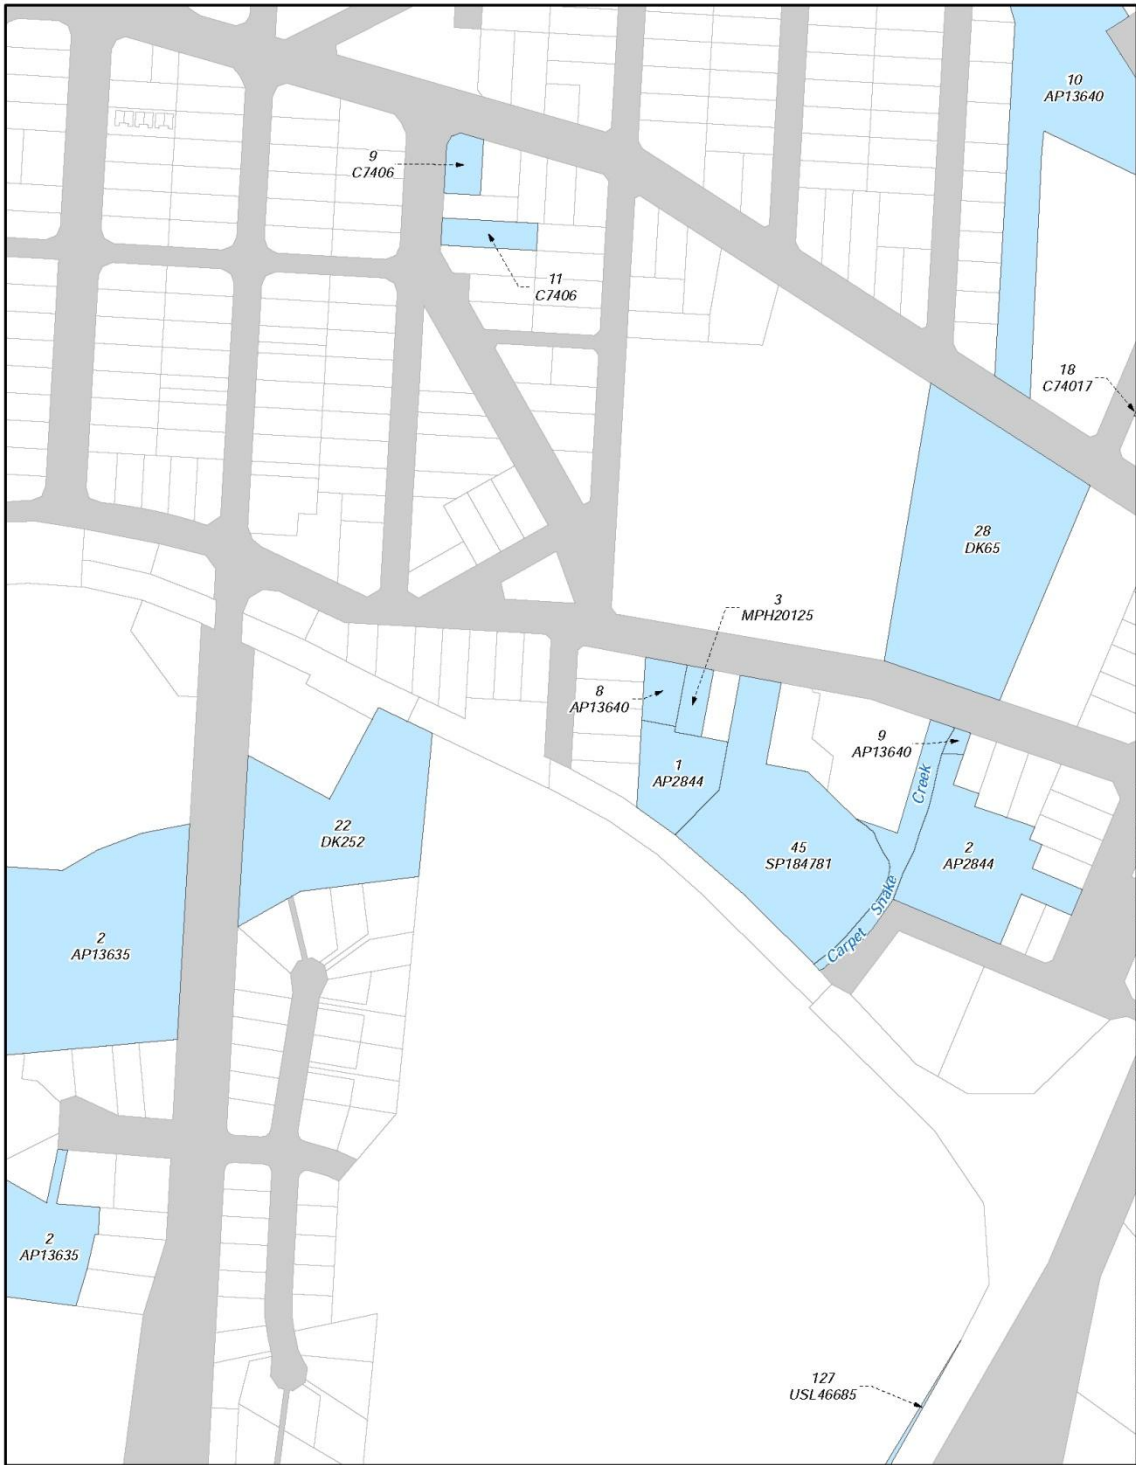 10
AP13640
9
C7406
11
C7406
18
C74017
28
DK65
3
MPH20125
8
AP13640
9
AP13640
1
AP2844
22
DK252
45
SP184781
2
AP2844
Carpet Snake Creek
2
AP13635
2
AP13635
127
USL46685